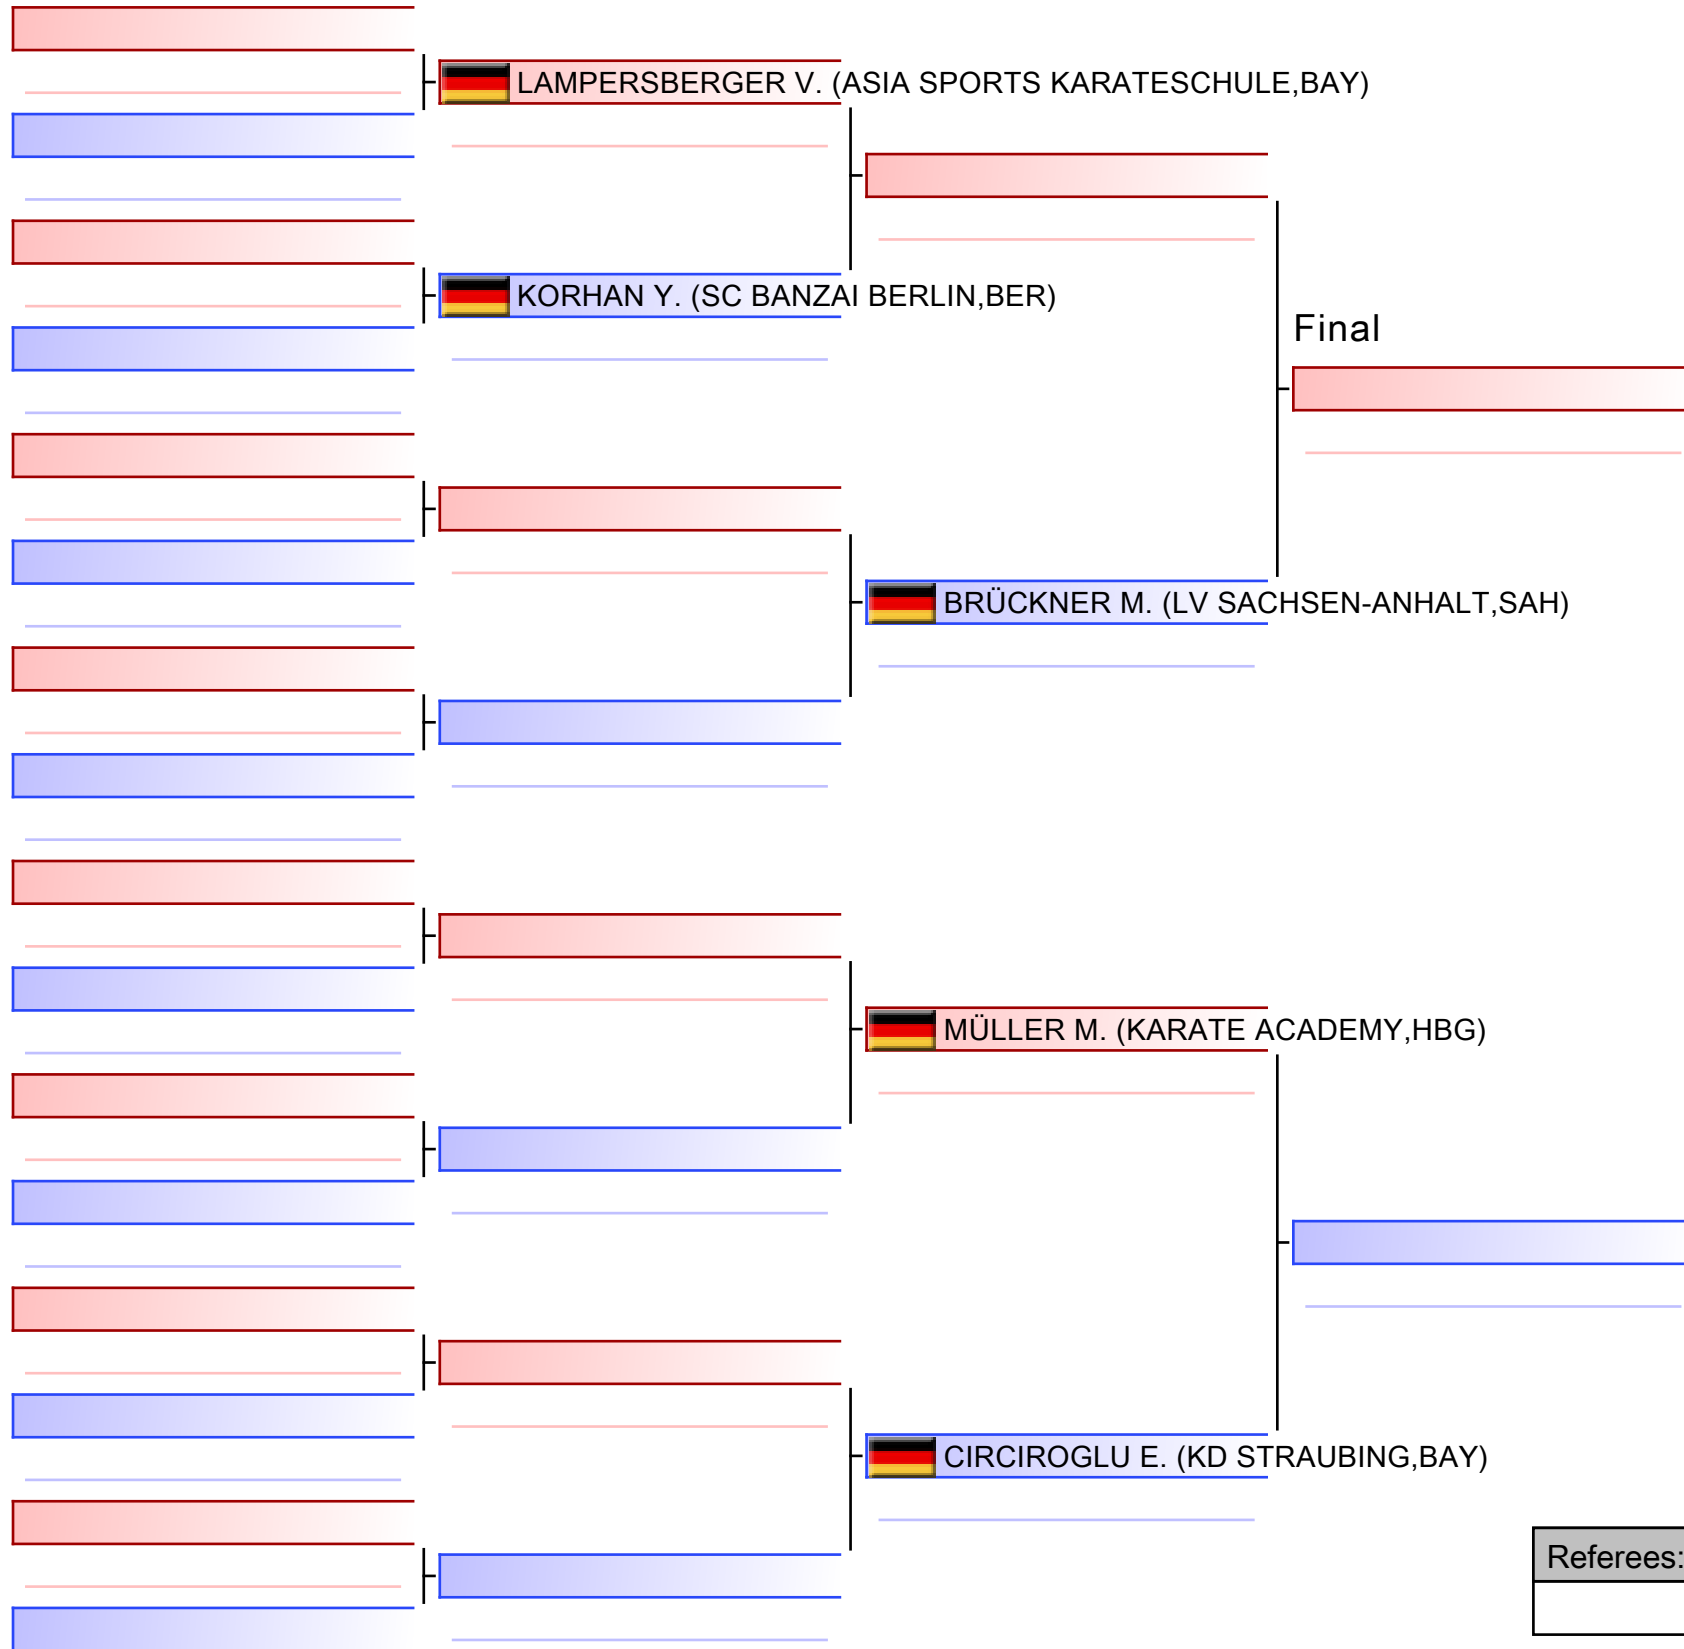 LAMPERSBERGER V. (ASIA SPORTS KARATESCHULE,BAY)
KORHAN Y. (SC BANZAI BERLIN,BER)
Final
BRÜCKNER M. (LV SACHSEN-ANHALT,SAH)
MÜLLER M. (KARATE ACADEMY,HBG)
CIRCIROGLU E. (KD STRAUBING,BAY)
Referees: